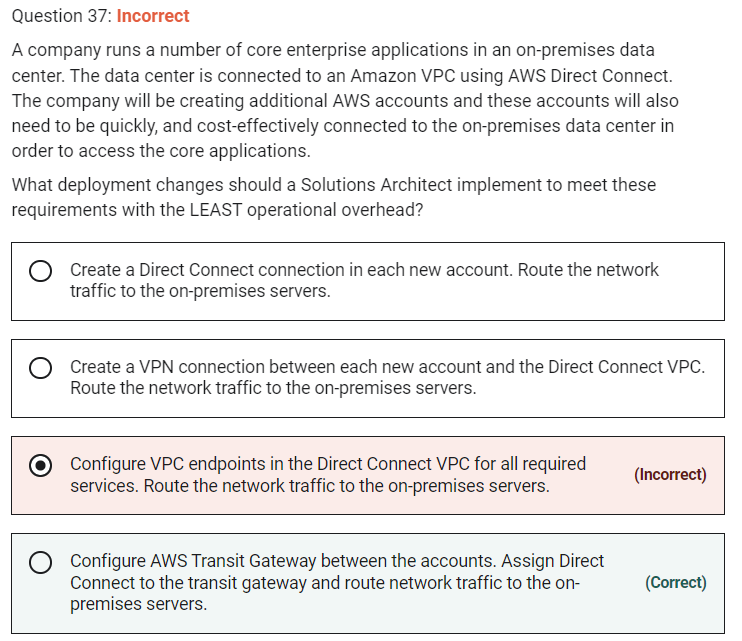 Question 37: Incorrect
A company runs a number of core enterprise applications in an on-premises data
center. The data center is connected to an Amazon VPC using AWS Direct Connect.
The company will be creating additional AWS accounts and these accounts will also
need to be quickly, and cost-effectively connected to the on-premises data center in
order to access the core applications.
What deployment changes should a Solutions Architect implement to meet these
requirements with the LEAST operational overhead?
Create a Direct Connect connection in each new account. Route the network
traffic to the on-premises servers.
Create a VPN connection between each new account and the Direct Connect VPC.
Route the network traffic to the on-premises servers.
Configure VPC endpoints in the Direct Connect VPC for all required
services. Route the network traffic to the on-premises servers.
(Incorrect)
Configure AWS Transit Gateway between the accounts. Assign Direct
Connect to the transit gateway and route network traffic to the on-
premises servers.
(Correct)